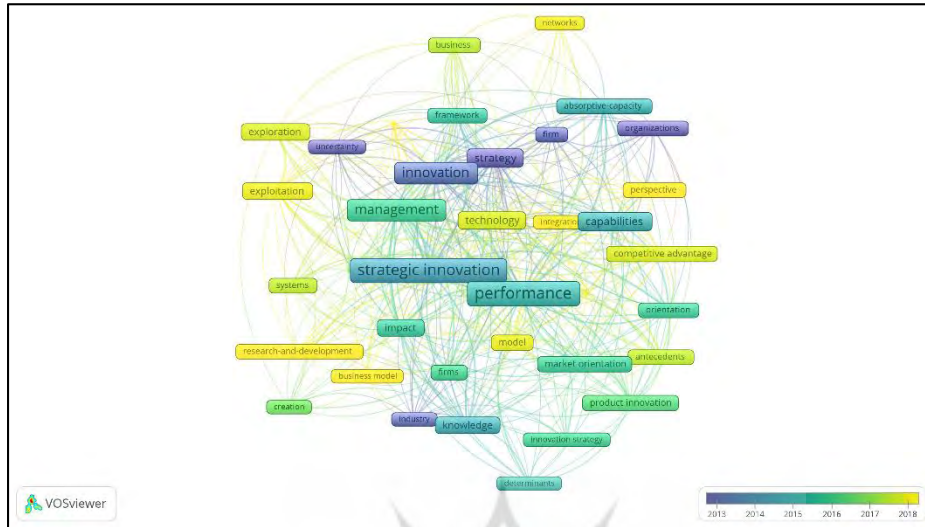 networks
business
absorptive-capacity
framework
organizations
exploration
firm
uncertainty
strategy
innovation
exploitation
perspective
management
technology
integration
capabilities
competitive advantage
strategic innovation
systems
performance
orientation
impact
model
research-and-development
market orientation
antecedents
business model
firms
creation
product innovation
industry
knowledge
innovation strategy
determinants
VOSviewer
2013 2014 2015 2016 2017 2018